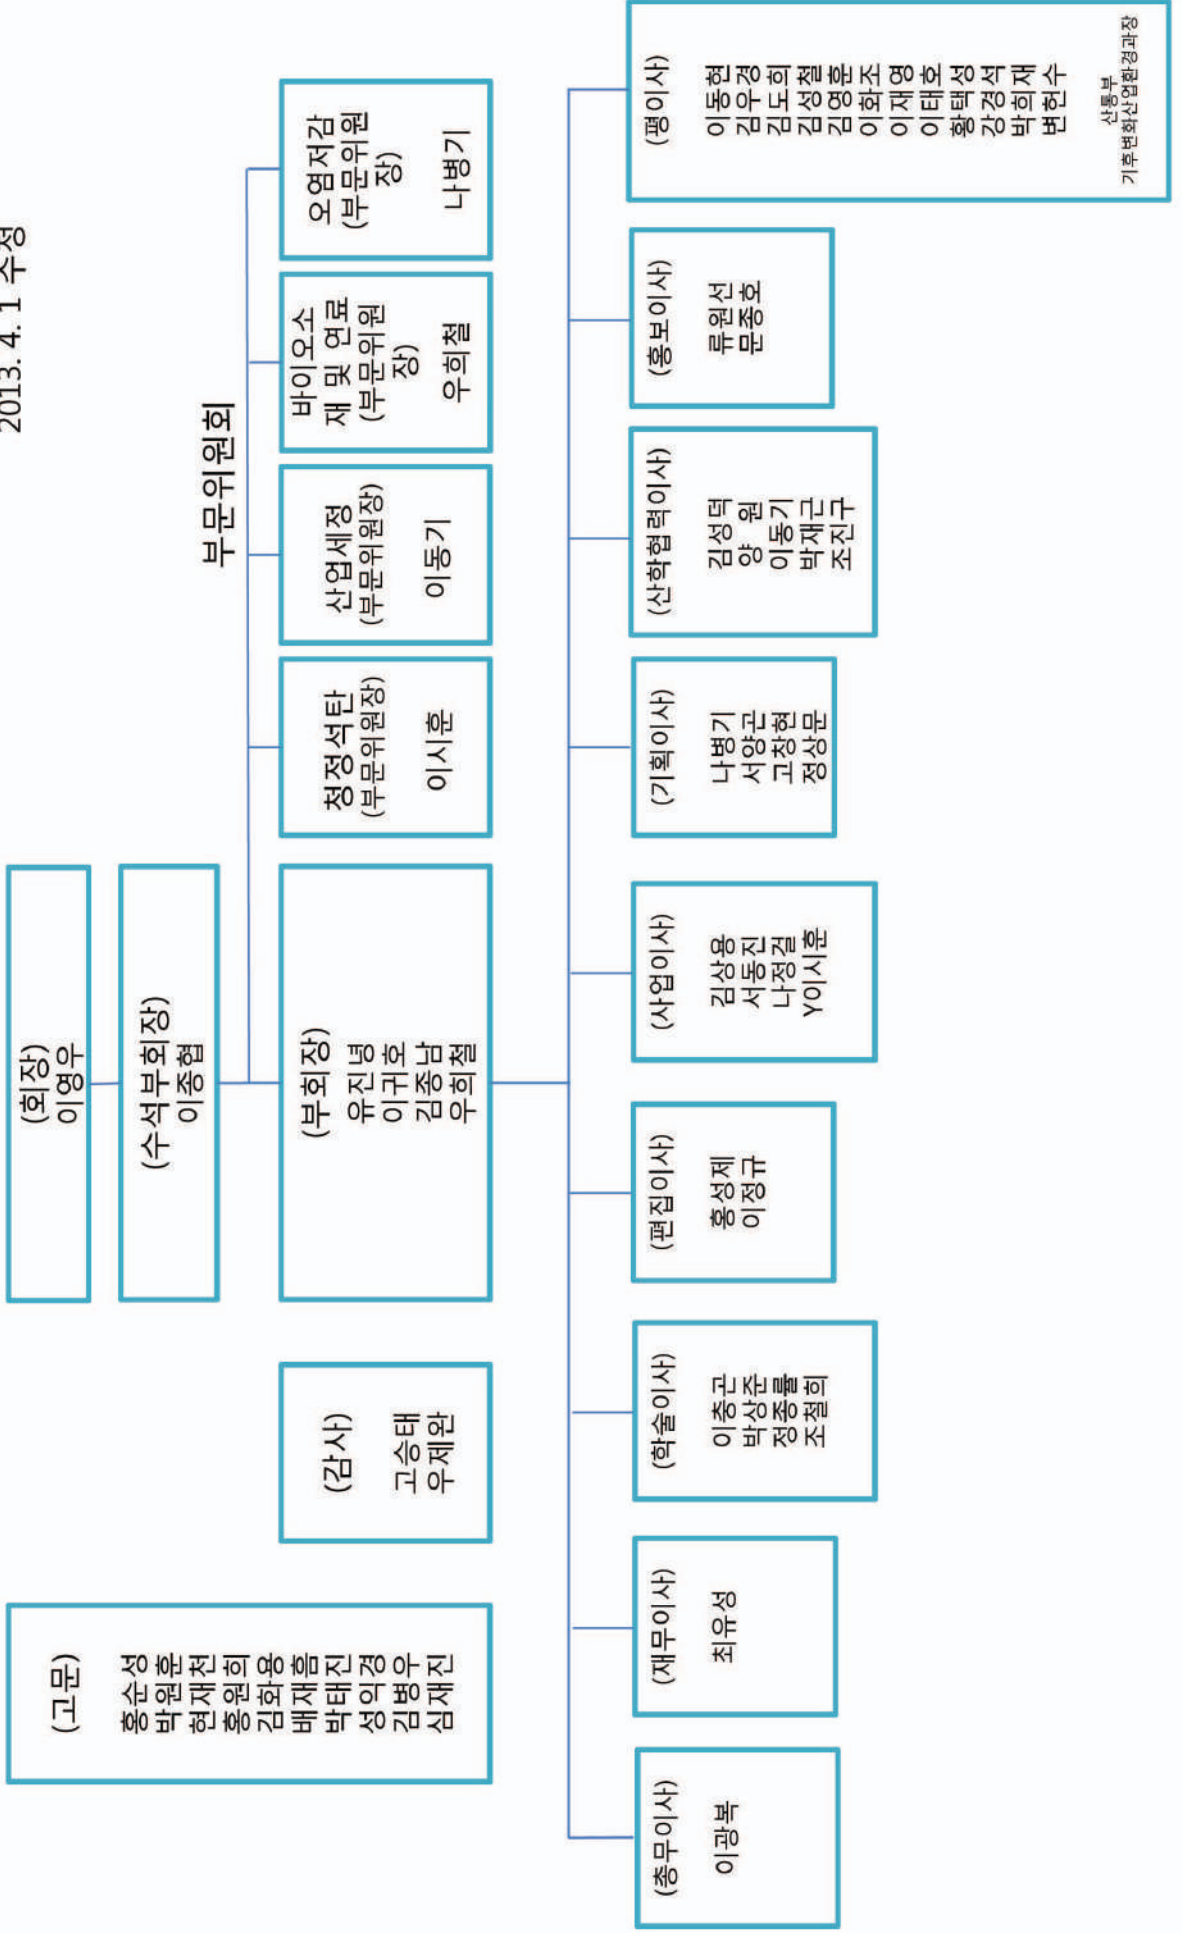 2013. 4. 1 수정
(회장)
이영우
(수석부회장)
이종협
부문위원회
(고문)
홍순성
박원훈
현재천
홍원희
김화용
배재흠
박태진
성익경
김병우
심재진
(감사)
고승태
우제완
(부회장)
유진녕
이귀호
김종남
우희철
청정석탄
(부문위원장)
이시훈
산업세정
(부문위원장)
이동기
바이오소
재 및 연료
(부문위원
장)
우희철
오염저감
(부문위원
장)
나병기
(총무이사)
이광복
(재무이사)
최유성
(학술이사)
이충곤
박상준
정종률
조철희
(편집이사)
홍성제
이정규
(사업이사)
김상용
서동진
나정걸
Y이시훈
(기획이사)
나병기
서양곤
고창현
정상문
(산학협력이사)
김성덕
양 원
이동기
박재근
조진구
(홍보이사)
류원선
문종호
(평이사)
이동현
김우경
김도희
김성철
김영훈
이화조
이재영
이태호
황택성
강경석
박희재
변헌수
산통부
기후변화산업환경과장